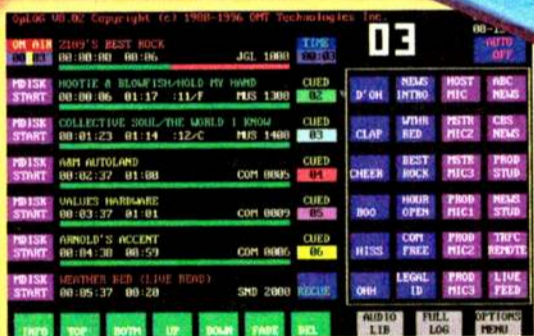 OpLOG V8.02 Copyright (c) 1988-1996 OMT Technologies Inc.
03
ON AIR Z109'S BEST ROCK TIME
00:00:00 00:06 JGL 1000
AUTO OFF
MDISK START HOOTIE & BLOWFISH/HOLD MY HAND CUED
00:00:06 01:17 :11/F MUS 1300 02
MDISK START COLLECTIVE SOUL/THE WORLD I KNOW CUED
00:01:23 01:14 :12/C MUS 1400 03
MDISK START A&M AUTOLAND CUED
00:02:37 01:00 COM 0005 04
MDISK START VALUES HARDWARE CUED
00:03:37 01:01 COM 0009 05
MDISK START ARNOLD'S ACCENT CUED
00:04:38 00:59 COM 0006 06
MDISK START WEATHER BED (LIVE READ)
00:05:37 00:20 SND 2000 RECUE
D'OH NEWS INTRO HOST MIC ABC NEWS
CLAP WTHR BED MSTR MIC2 CBS NEWS
CHEER BEST ROCK MSTR MIC3 PROD STUD
BOO HOUR OPEN PROD MIC1 NEWS STUD
HISS COM FREE PROD MIC2 TRFC REMOTE
OHH LEGAL ID PROD MIC3 LIVE FEED
INFO TOP BOTM UP DOWN FADE DEL
AUDIO LIB FULL LOG OPTIONS MENU